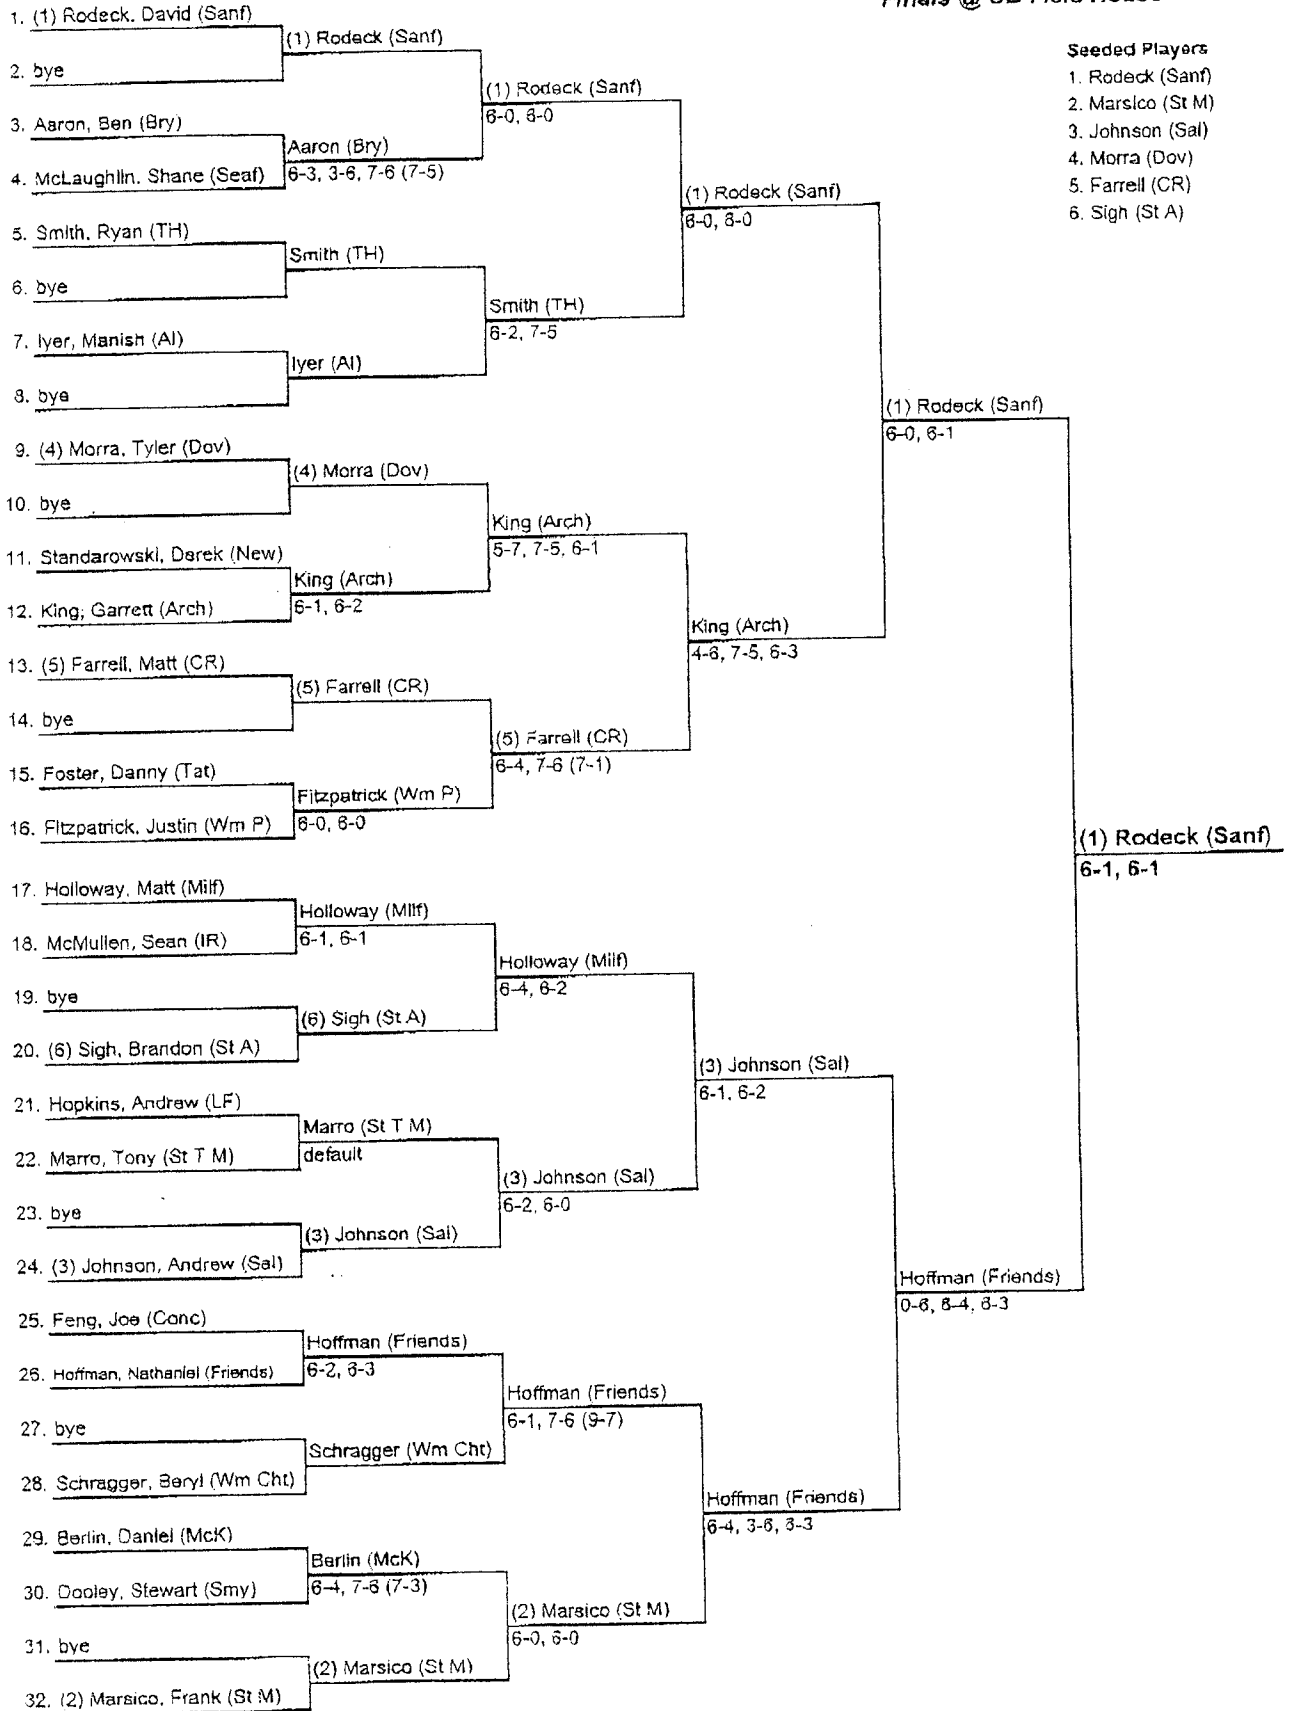 Finals @
Seeded Players
1. Rodeck (Sanf)
2. Marsico (St M)
3. Johnson (Sal)
4. Morra (Dov)
5. Farrell (CR)
6. Sigh (St A)
1. (1) Rodeck, David (Sanf)
2. bye
3. Aaron, Ben (Bry)
4. McLaughlin, Shane (Seaf)
5. Smith, Ryan (TH)
6. bye
7. Iyer, Manish (AI)
8. bye
9. (4) Morra, Tyler (Dov)
10. bye
11. Standarowski, Derek (New)
12. King, Garrett (Arch)
13. (5) Farrell, Matt (CR)
14. bye
15. Foster, Danny (Tat)
16. Fitzpatrick, Justin (Wm P)
17. Holloway, Matt (Milf)
18. McMullen, Sean (IR)
19. bye
20. (6) Sigh, Brandon (St A)
21. Hopkins, Andrew (LF)
22. Marro, Tony (St T M)
23. bye
24. (3) Johnson, Andrew (Sal)
25. Feng, Joe (Conc)
26. Hoffman, Nathaniel (Friends)
27. bye
28. Schragger, Beryl (Wm Cht)
29. Berlin, Daniel (McK)
30. Dooley, Stewart (Smy)
31. bye
32. (2) Marsico, Frank (St M)
(1) Rodeck (Sanf)
Aaron (Bry)
6-3, 3-6, 7-6 (7-5)
Smith (TH)
Iyer (AI)
(4) Morra (Dov)
King (Arch)
6-1, 6-2
(5) Farrell (CR)
Fitzpatrick (Wm P)
6-0, 6-0
Holloway (Milf)
6-1, 6-1
(6) Sigh (St A)
Marro (St T M)
default
(3) Johnson (Sal)
Hoffman (Friends)
6-2, 6-3
Schragger (Wm Cht)
Berlin (McK)
6-4, 7-6 (7-3)
(2) Marsico (St M)
(1) Rodeck (Sanf)
6-0, 6-0
Smith (TH)
6-2, 7-5
King (Arch)
5-7, 7-5, 6-1
(5) Farrell (CR)
6-4, 7-6 (7-1)
Holloway (Milf)
6-4, 6-2
(3) Johnson (Sal)
6-2, 6-0
Hoffman (Friends)
6-1, 7-6 (9-7)
(2) Marsico (St M)
6-0, 6-0
(1) Rodeck (Sanf)
6-0, 6-0
King (Arch)
4-6, 7-5, 6-3
(3) Johnson (Sal)
6-1, 6-2
Hoffman (Friends)
6-4, 3-6, 6-3
(1) Rodeck (Sanf)
6-0, 6-1
Hoffman (Friends)
0-6, 6-4, 6-3
(1) Rodeck (Sanf)
6-1, 6-1